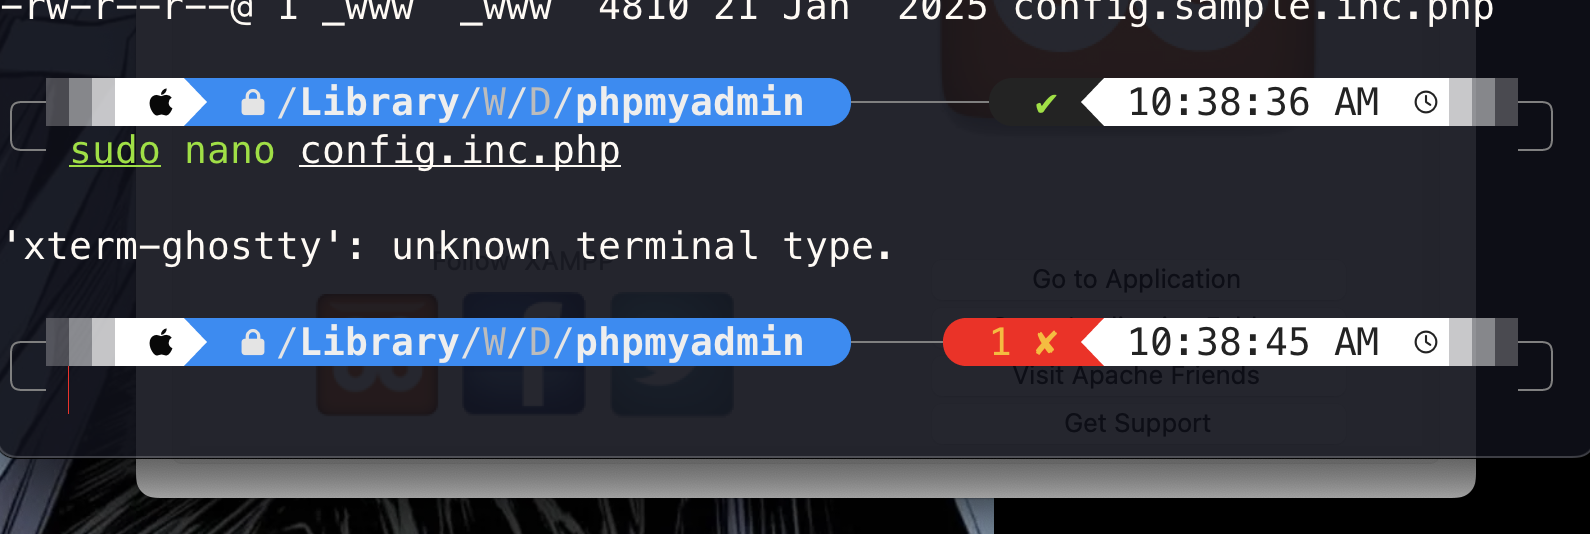 -rw-r--r--@ 1 _www _www 4810 21 Jan 2025 config.sample.inc.php
/Library/W/D/phpmyadmin ✔ 10:38:36 AM
sudo nano config.inc.php
'xterm-ghostty': unknown terminal type.
Follow XAMPP
Go to Application
/Library/W/D/phpmyadmin 1 ✘ 10:38:45 AM
Visit Apache Friends
Get Support